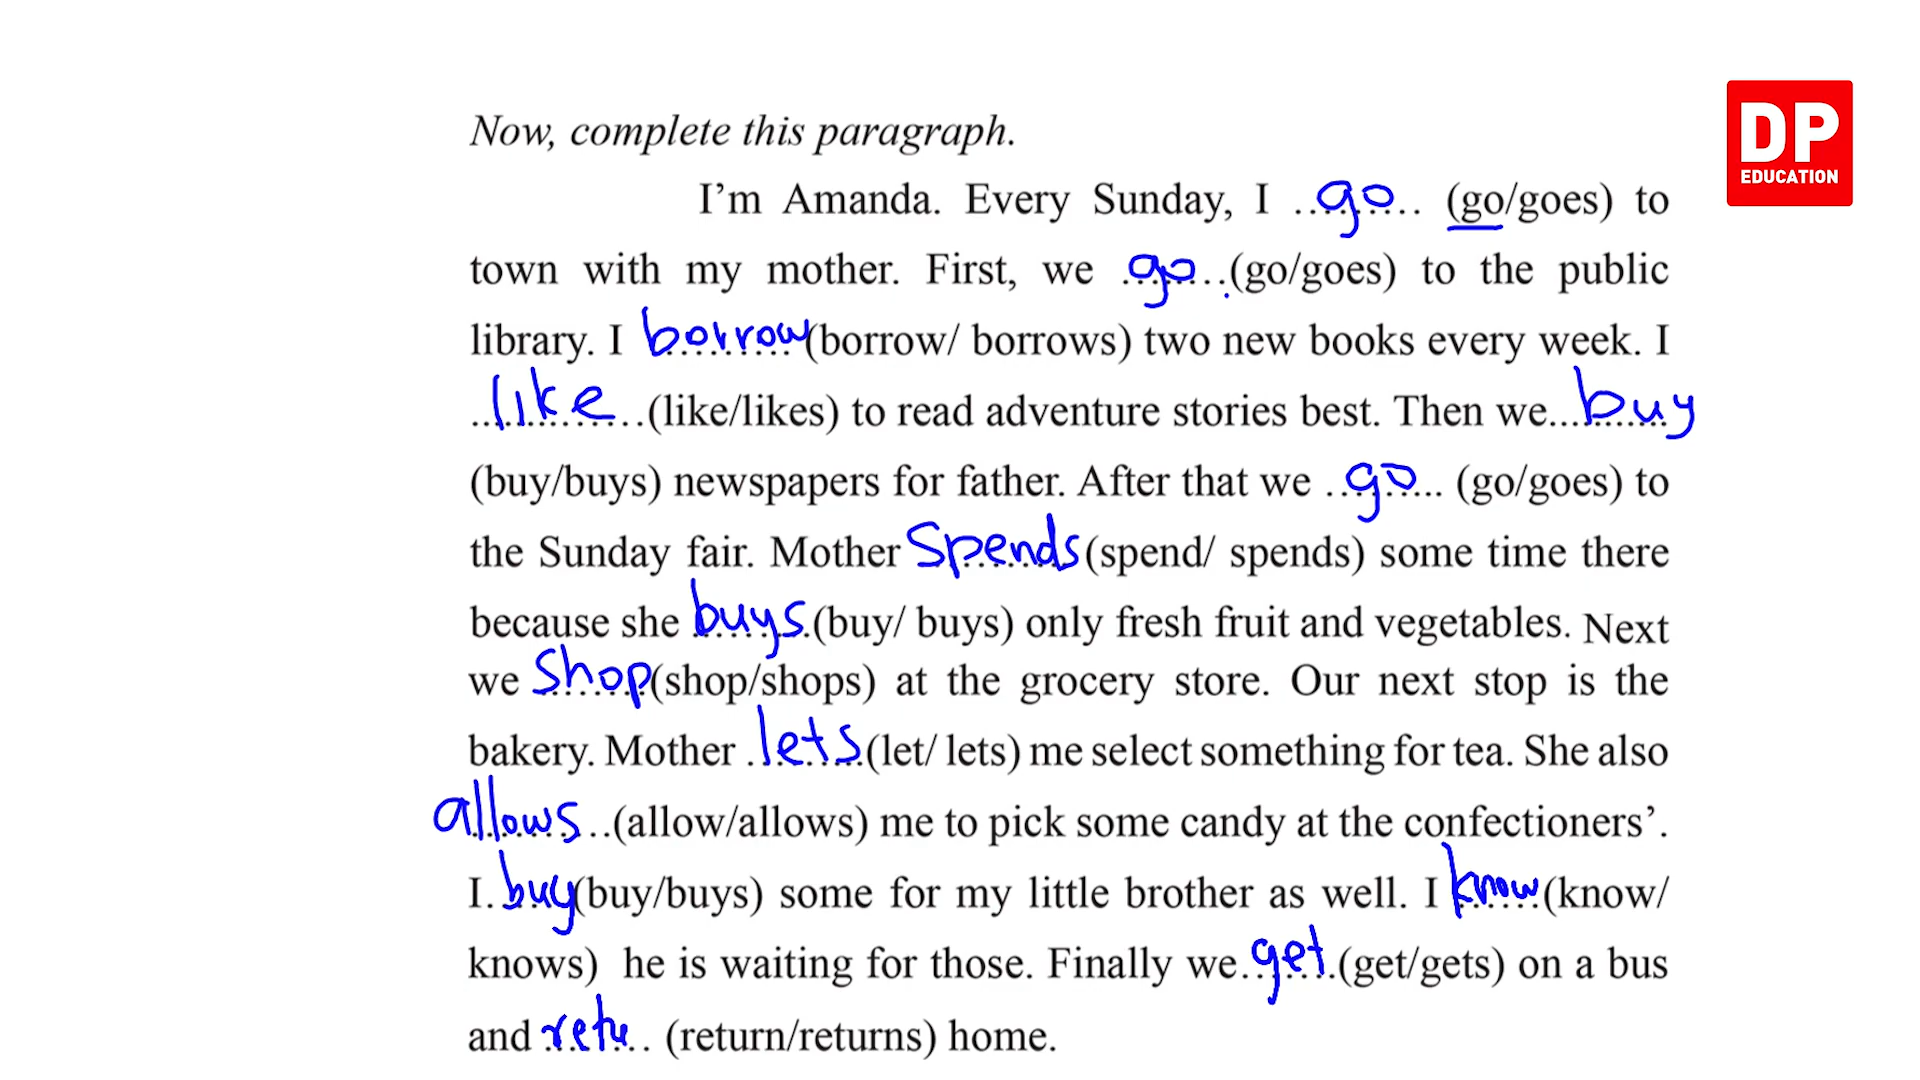 DP
EDUCATION
Now, complete this paragraph.
I’m Amanda. Every Sunday, I ..go.. (go/goes) to
town with my mother. First, we go...(go/goes) to the public
library. I borrow(borrow/ borrows) two new books every week. I
like...(like/likes) to read adventure stories best. Then we...buy
(buy/buys) newspapers for father. After that we ..go... (go/goes) to
the Sunday fair. Mother Spends(spend/ spends) some time there
because she buys.(buy/ buys) only fresh fruit and vegetables. Next
we shop(shop/shops) at the grocery store. Our next stop is the
bakery. Mother .lets(let/ lets) me select something for tea. She also
allows..(allow/allows) me to pick some candy at the confectioners’.
I.buy(buy/buys) some for my little brother as well. I know(know/
knows) he is waiting for those. Finally we.get.(get/gets) on a bus
and retu.. (return/returns) home.